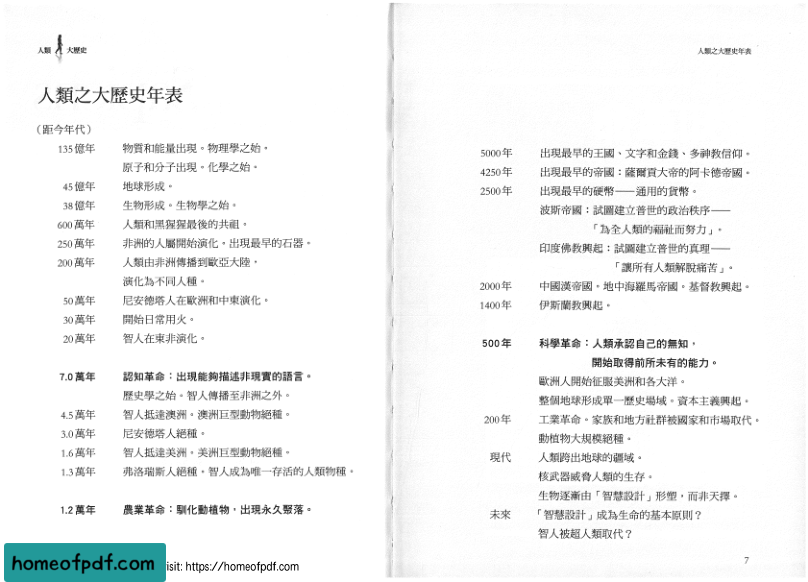 人類 大歷史
人類之大歷史年表
（距今年代）
135億年 物質和能量出現。物理學之始。
原子和分子出現。化學之始。
45億年 地球形成。
38億年 生物形成。生物學之始。
600萬年 人類和黑猩猩最後的共祖。
250萬年 非洲的人屬開始演化。出現最早的石器。
200萬年 人類由非洲傳播到歐亞大陸，
演化為不同人種。
50萬年 尼安德塔人在歐洲和中東演化。
30萬年 開始日常用火。
20萬年 智人在東非演化。
7.0萬年 認知革命：出現能夠描述非現實的語言。
歷史學之始。智人傳播至非洲之外。
4.5萬年 智人抵達澳洲。澳洲巨型動物絕種。
3.0萬年 尼安德塔人絕種。
1.6萬年 智人抵達美洲。美洲巨型動物絕種。
1.3萬年 弗洛瑞斯人絕種。智人成為唯一存活的人類物種。
1.2萬年 農業革命：馴化動植物，出現永久聚落。
人類之大歷史年表
5000年 出現最早的王國、文字和金錢、多神教信仰。
4250年 出現最早的帝國：薩爾貢大帝的阿卡德帝國。
2500年 出現最早的硬幣——通用的貨幣。
波斯帝國：試圖建立普世的政治秩序——
「為全人類的福祉而努力」。
印度佛教興起：試圖建立普世的真理——
「讓所有人類解脫痛苦」。
2000年 中國漢帝國。地中海羅馬帝國。基督教興起。
1400年 伊斯蘭教興起。
500年 科學革命：人類承認自己的無知，
開始取得前所未有的能力。
歐洲人開始征服美洲和各大洋。
整個地球形成單一歷史場域。資本主義興起。
200年 工業革命。家族和地方社群被國家和市場取代。
動植物大規模絕種。
現代 人類跨出地球的疆域。
核武器威脅人類的生存。
生物逐漸由「智慧設計」形塑，而非天擇。
未來 「智慧設計」成為生命的基本原則？
智人被超人類取代？
7
homeofpdf.com
isit: https://homeofpdf.com